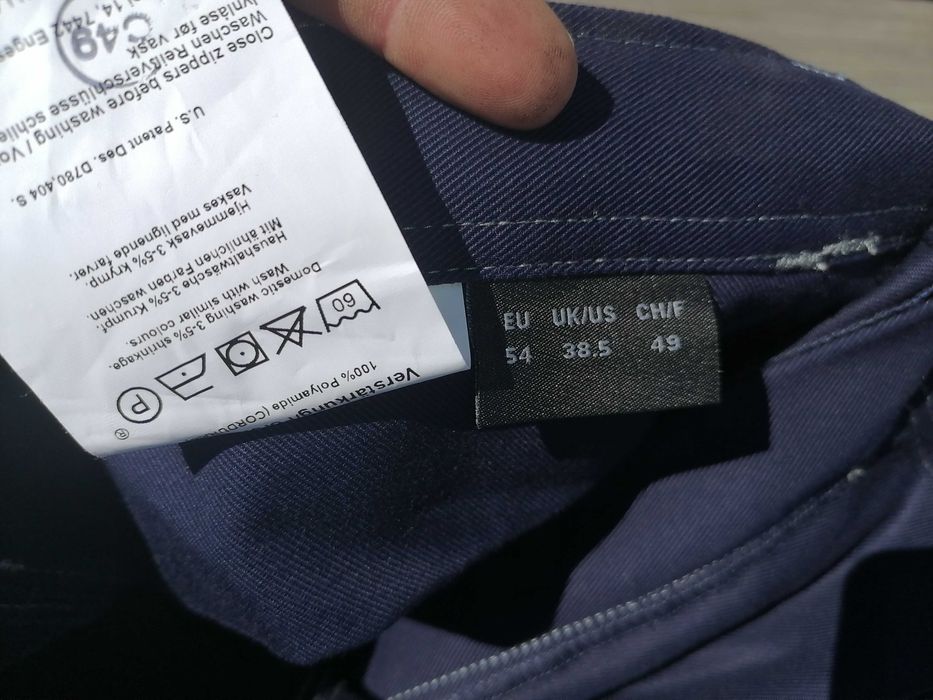 EU UK/US CH/F
54 38.5 49
Verstärkung
100% Polyamide (CORDU
®
60
P
Domestic washing 3-5% shrinkage.
Wash with similar colours.
Haushaltwäsche 3-5% Krumpf.
Mit ähnlichen Farben waschen.
Hjemmevask 3-5% krymp.
Vaskes med lignende farver.
U.S. Patent Des. D780,404 S.
Close zippers before washing / Vo
Waschen Reißverschlüsse schlie
lynlåse før vask
C49
14, 7442 Enges